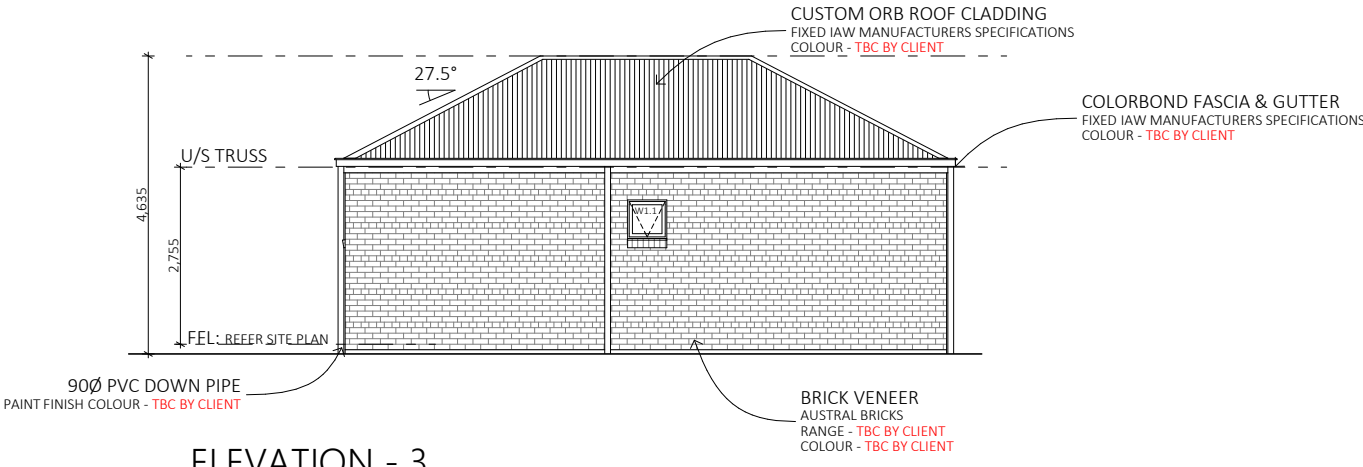 CUSTOM ORB ROOF CLADDING
FIXED IAW MANUFACTURERS SPECIFICATIONS
COLOUR - TBC BY CLIENT
27.5°
COLORBOND FASCIA & GUTTER
FIXED IAW MANUFACTURERS SPECIFICATIONS
COLOUR - TBC BY CLIENT
U/S TRUSS
4,635
2,755
W1.1
FFL: REFER SITE PLAN
90Ø PVC DOWN PIPE
PAINT FINISH COLOUR - TBC BY CLIENT
BRICK VENEER
AUSTRAL BRICKS
RANGE - TBC BY CLIENT
COLOUR - TBC BY CLIENT
ELEVATION - 3